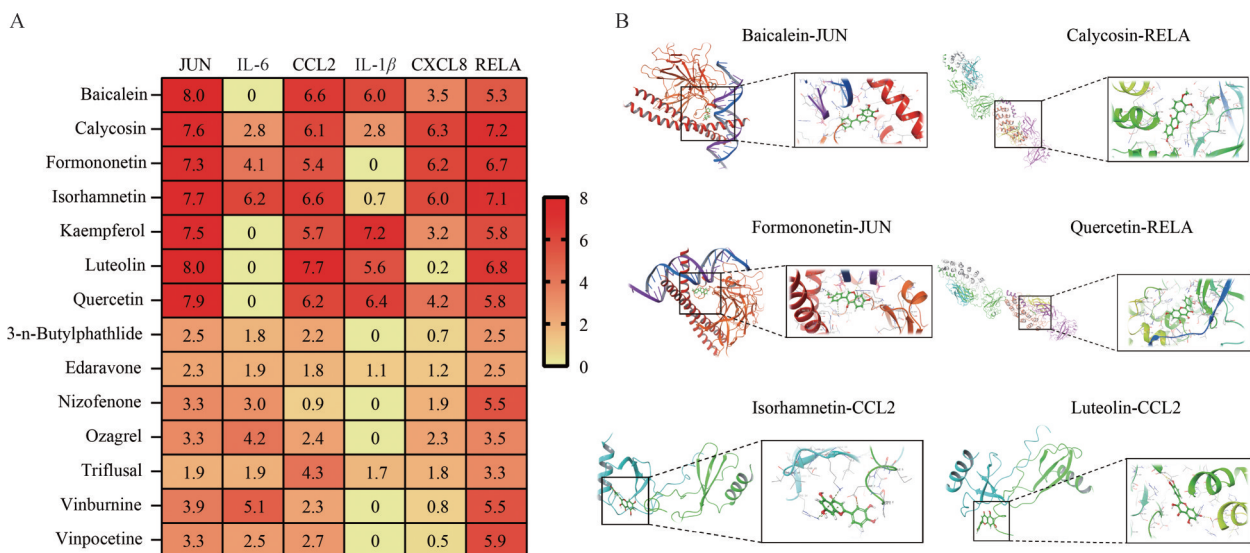 A
JUN IL-6 CCL2 IL-1β CXCL8 RELA
Baicalein 8.0 0 6.6 6.0 3.5 5.3
Calycosin 7.6 2.8 6.1 2.8 6.3 7.2
Formononetin 7.3 4.1 5.4 0 6.2 6.7
Isorhamnetin 7.7 6.2 6.6 0.7 6.0 7.1
Kaempferol 7.5 0 5.7 7.2 3.2 5.8
Luteolin 8.0 0 7.7 5.6 0.2 6.8
Quercetin 7.9 0 6.2 6.4 4.2 5.8
3-n-Butylphathlide 2.5 1.8 2.2 0 0.7 2.5
Edaravone 2.3 1.9 1.8 1.1 1.2 2.5
Nizofenone 3.3 3.0 0.9 0 1.9 5.5
Ozagrel 3.3 4.2 2.4 0 2.3 3.5
Triflusal 1.9 1.9 4.3 1.7 1.8 3.3
Vinburnine 3.9 5.1 2.3 0 0.8 5.5
Vinpocetine 3.3 2.5 2.7 0 0.5 5.9
8
6
4
2
0
B
Baicalein-JUN
Calycosin-RELA
Formononetin-JUN
Quercetin-RELA
Isorhamnetin-CCL2
Luteolin-CCL2